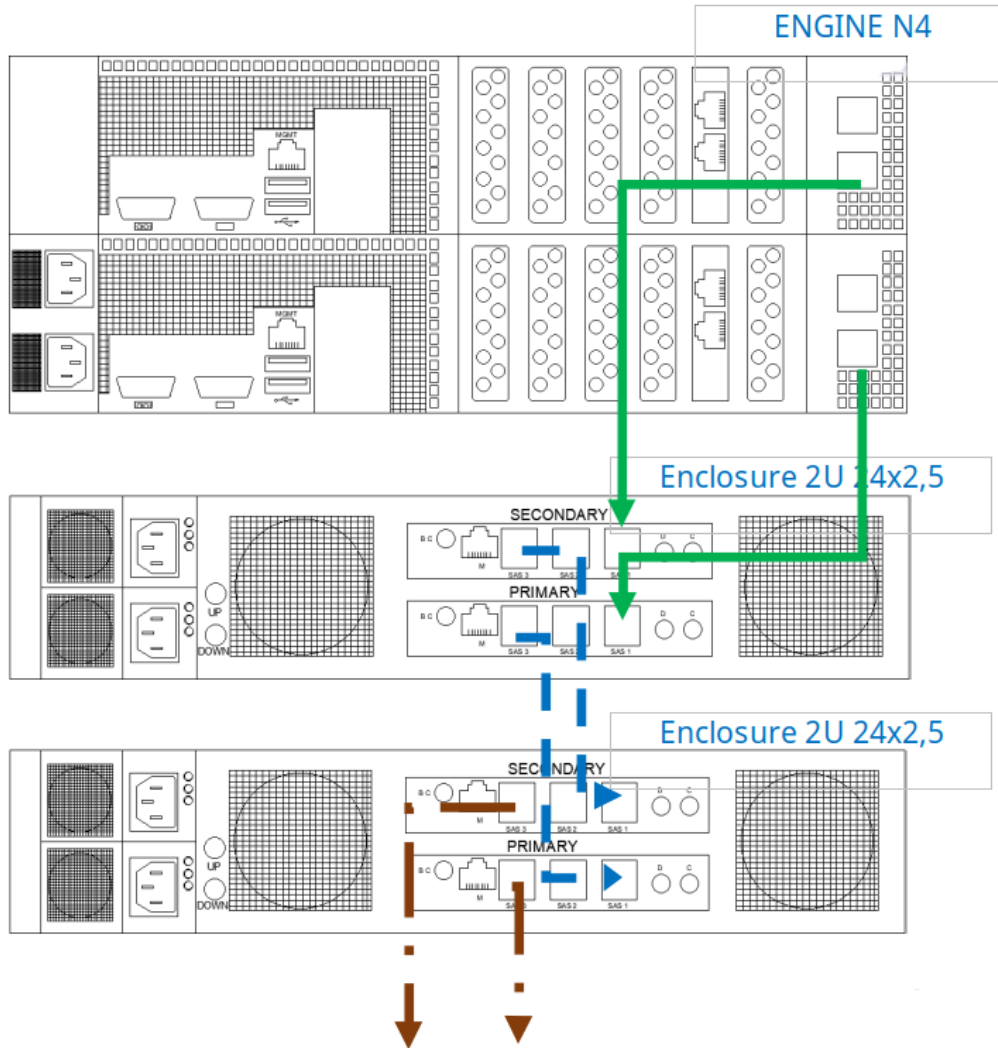 ENGINE N4
MGMT
MGMT
Enclosure 2U 24x2,5
SECONDARY
B C
D C
M
SAS 3
UP
PRIMARY
B C
D C
DOWN
M
SAS 3
SAS 2
SAS 1
Enclosure 2U 24x2,5
SECONDARY
B C
D C
M
SAS 3
SAS 2
SAS 1
UP
PRIMARY
B C
D C
M
SAS 2
SAS 1
DOWN